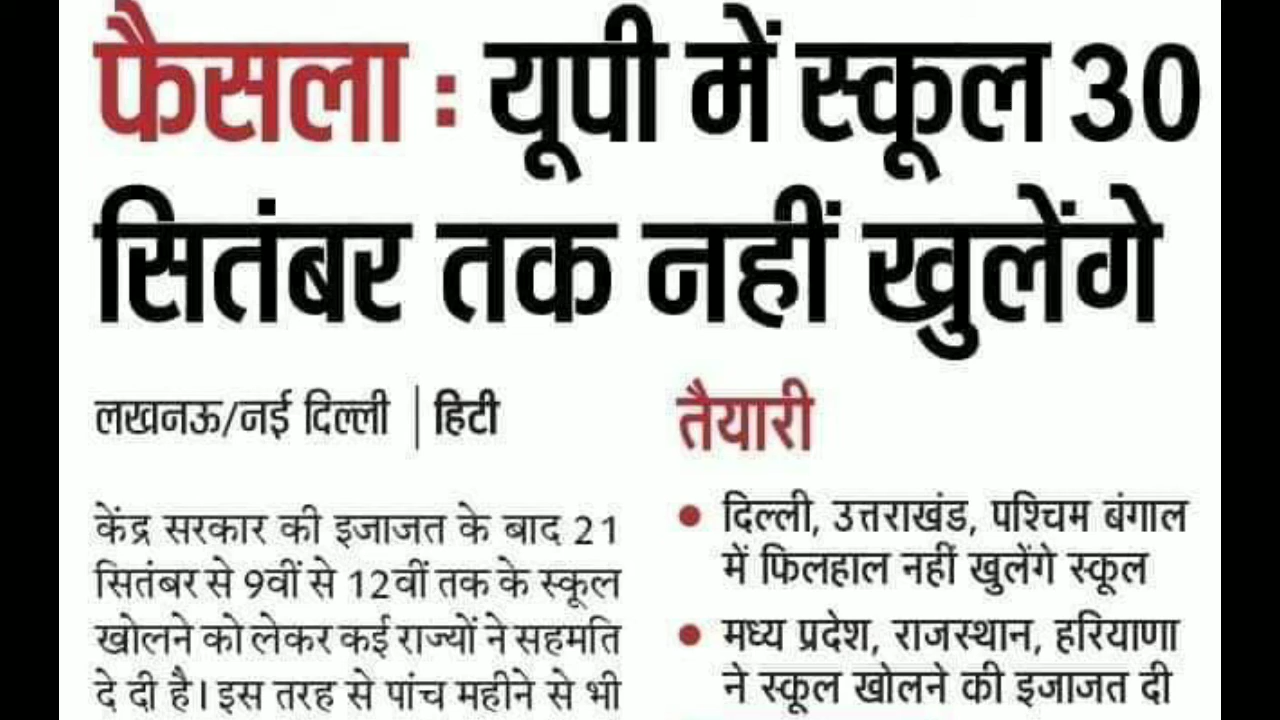 फैसला : यूपी में स्कूल 30
सितंबर तक नहीं खुलेंगे
लखनऊ/नई दिल्ली | हिटी
केंद्र सरकार की इजाजत के बाद 21
सितंबर से 9वीं से 12वीं तक के स्कूल
खोलने को लेकर कई राज्यों ने सहमति
दे दी है। इस तरह से पांच महीने से भी
तैयारी
• दिल्ली, उत्तराखंड, पश्चिम बंगाल
में फिलहाल नहीं खुलेंगे स्कूल
• मध्य प्रदेश, राजस्थान, हरियाणा
ने स्कूल खोलने की इजाजत दी